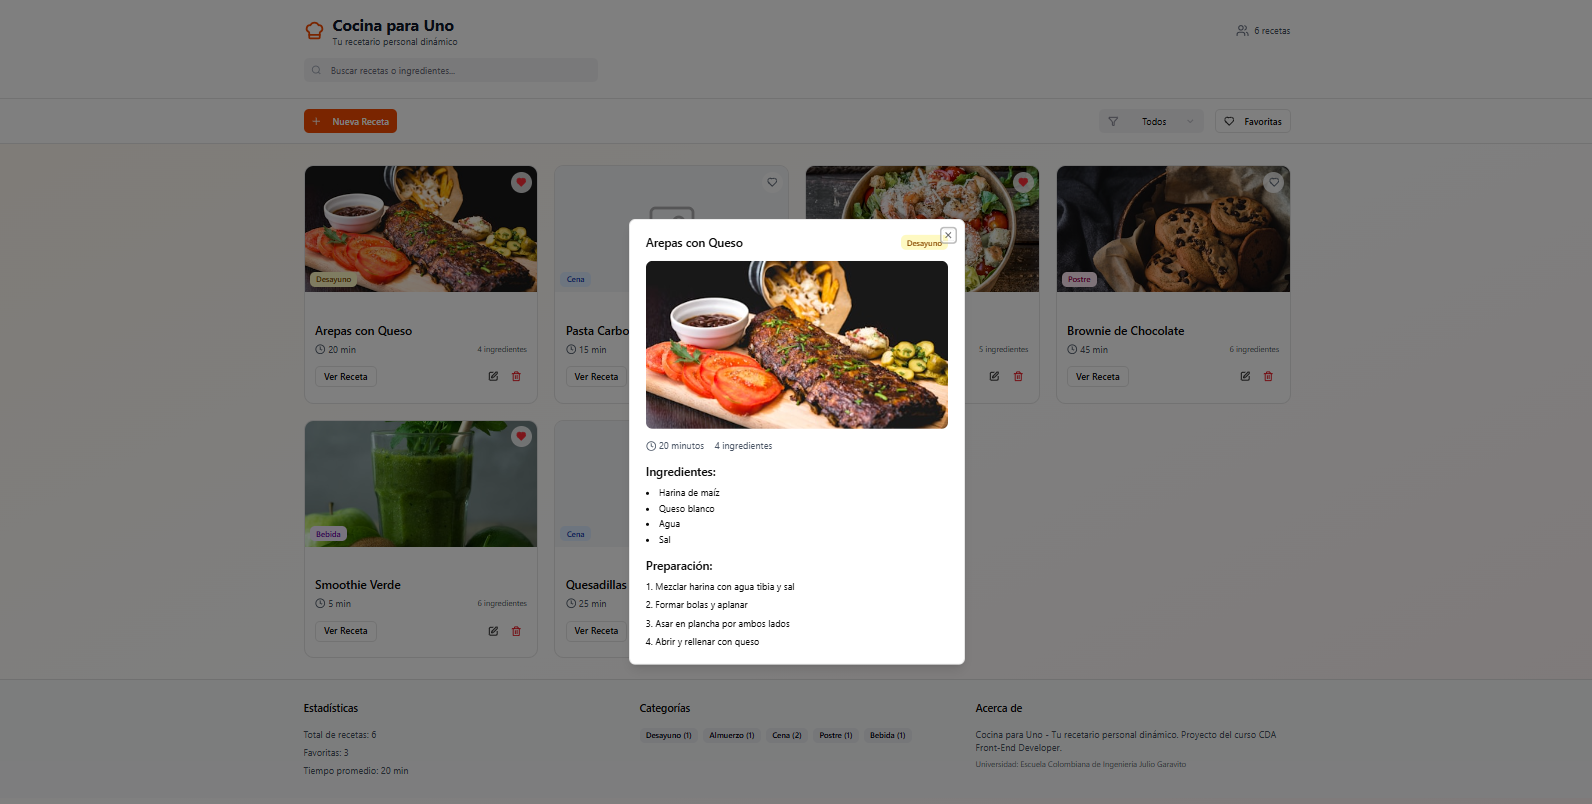 Cocina para Uno
Tu recetario personal dinámico
6 recetas
Buscar recetas o ingredientes...
Nueva Receta
Todos
Favoritas
Desayuno
Arepas con Queso
20 min
4 ingredientes
Ver Receta
Cena
Pasta Carbo
15 min
Ver Receta
5 ingredientes
Postre
Brownie de Chocolate
45 min
6 ingredientes
Ver Receta
Arepas con Queso
Desayuno
20 minutos 4 ingredientes
Ingredientes:
Harina de maíz
Queso blanco
Agua
Sal
Preparación:
1. Mezclar harina con agua tibia y sal
2. Formar bolas y aplanar
3. Asar en plancha por ambos lados
4. Abrir y rellenar con queso
Bebida
Smoothie Verde
5 min
6 ingredientes
Ver Receta
Cena
Quesadillas
25 min
Ver Receta
Estadísticas
Total de recetas: 6
Favoritas: 3
Tiempo promedio: 20 min
Categorías
Desayuno (1) Almuerzo (1) Cena (2) Postre (1) Bebida (1)
Acerca de
Cocina para Uno - Tu recetario personal dinámico. Proyecto del curso CDA
Front-End Developer.
Universidad: Escuela Colombiana de Ingeniería Julio Garavito